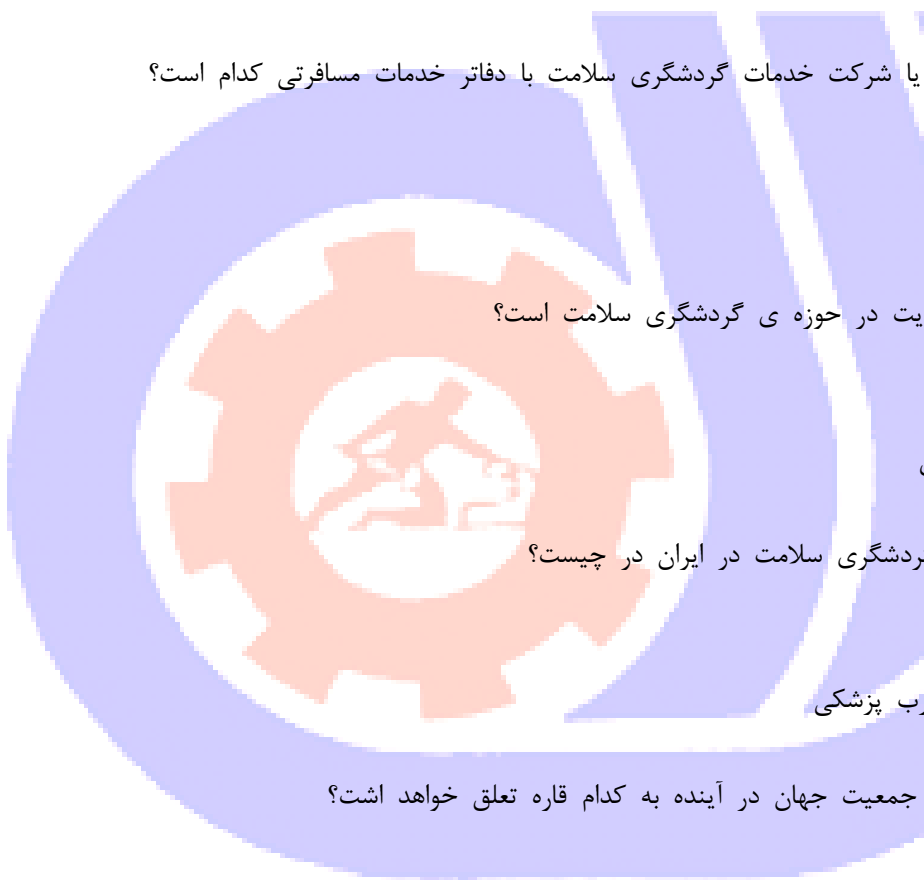 یا شرکت خدمات گردشگری سلامت با دفاتر خدمات مسافرتی کدام است؟
یت در حوزه ی گردشگری سلامت است؟
ردشگری سلامت در ایران در چیست؟
رب پزشکی
جمعیت جهان در آینده به کدام قاره تعلق خواهد اشت؟